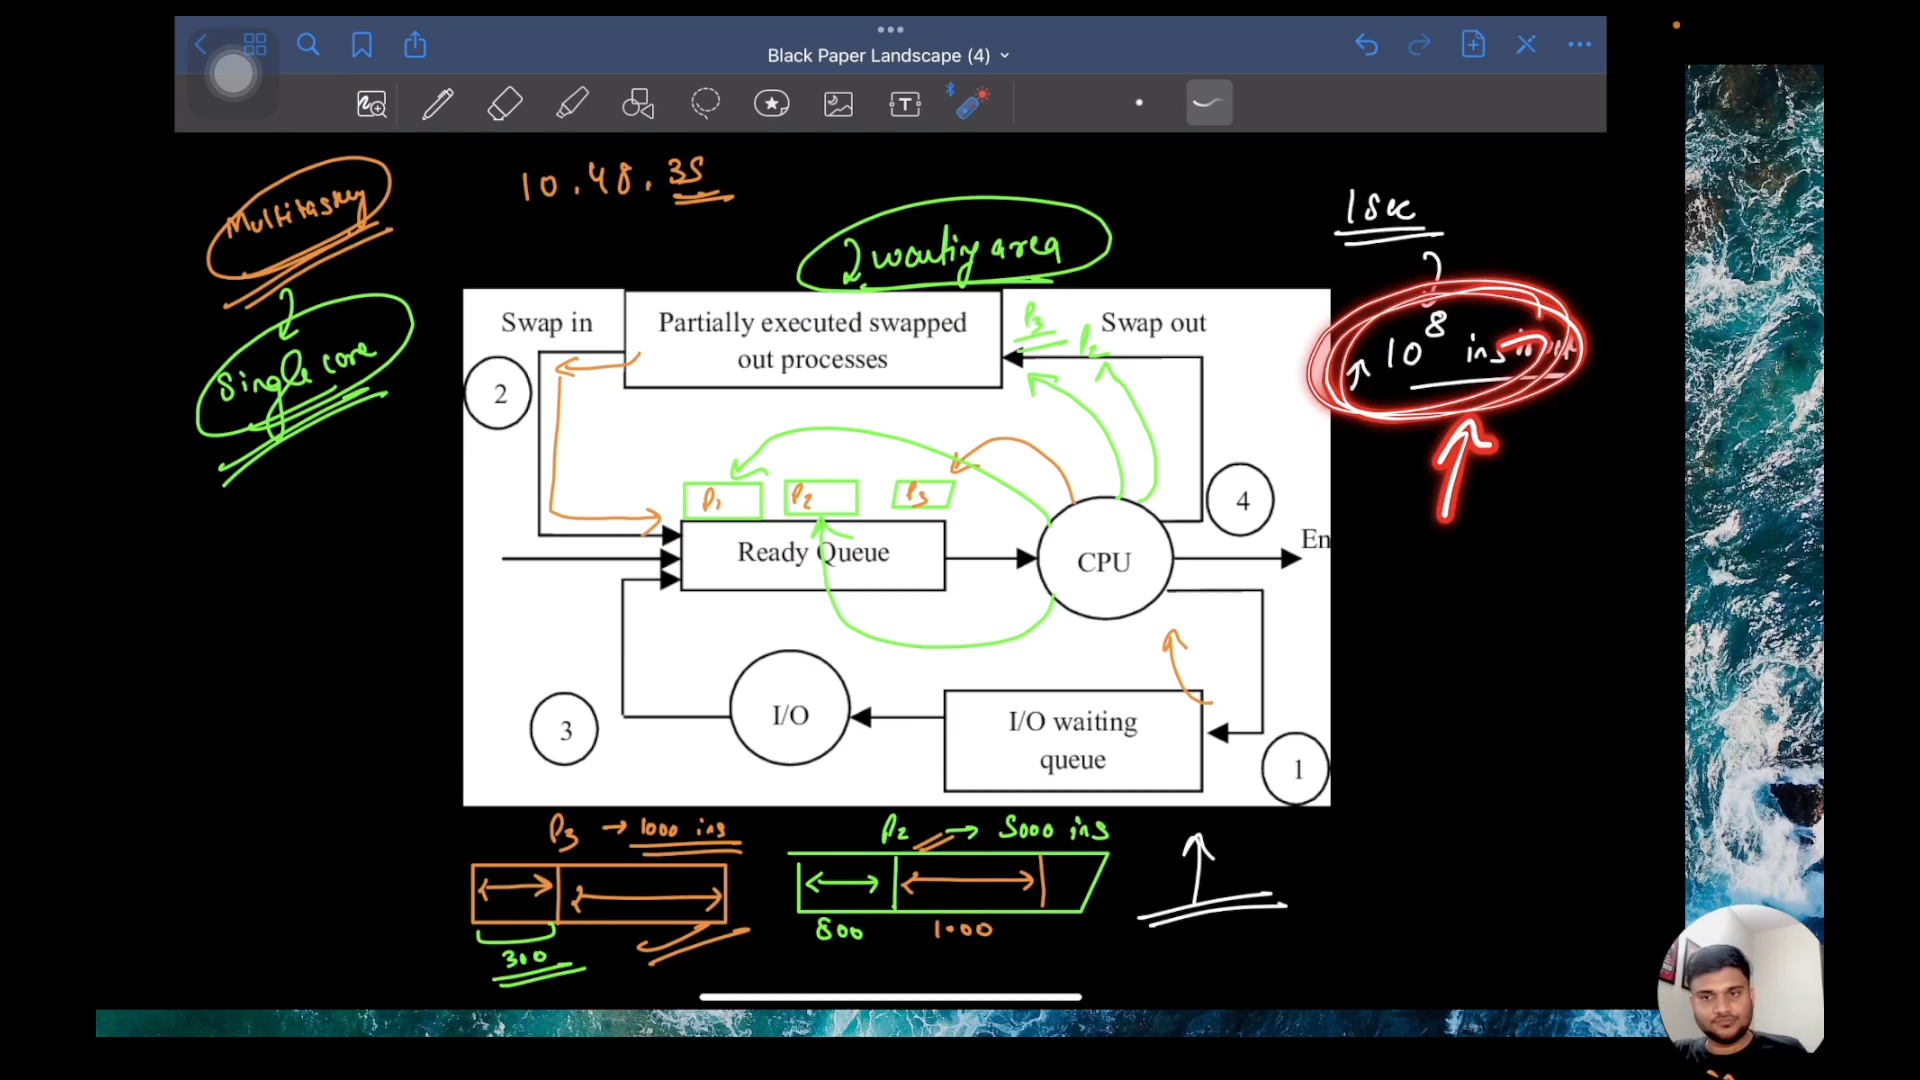 Black Paper Landscape (4)
Multitasking
10.48.35
1 sec
2 waiting area
Single core
10^8 ins
Swap in
Partially executed swapped
out processes
P3
P2
Swap out
2
P1
P2
P3
4
Ready Queue
CPU
En
3
I/O
I/O waiting
queue
1
P3 → 1000 ins
P2 → 5000 ins
300
800
1000